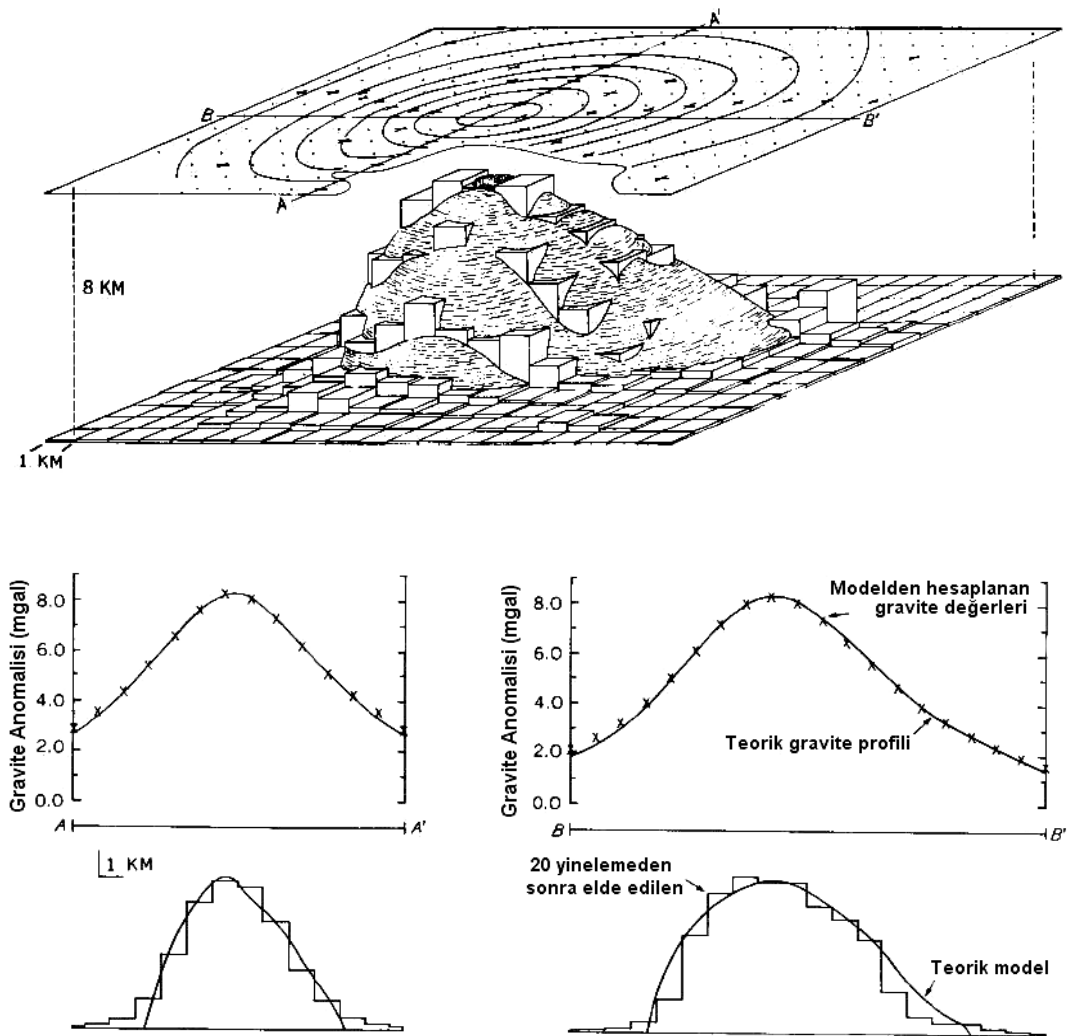 A'
B
B'
A
8 KM
1 KM
Gravite Anomalisi (mgal)
8.0
6.0
4.0
2.0
0.0
A
A'
Gravite Anomalisi (mgal)
8.0
6.0
4.0
2.0
0.0
Modelden hesaplanan
gravite değerleri
Teorik gravite profili
B
B'
1 KM
20 yinelemeden
sonra elde edilen
Teorik model